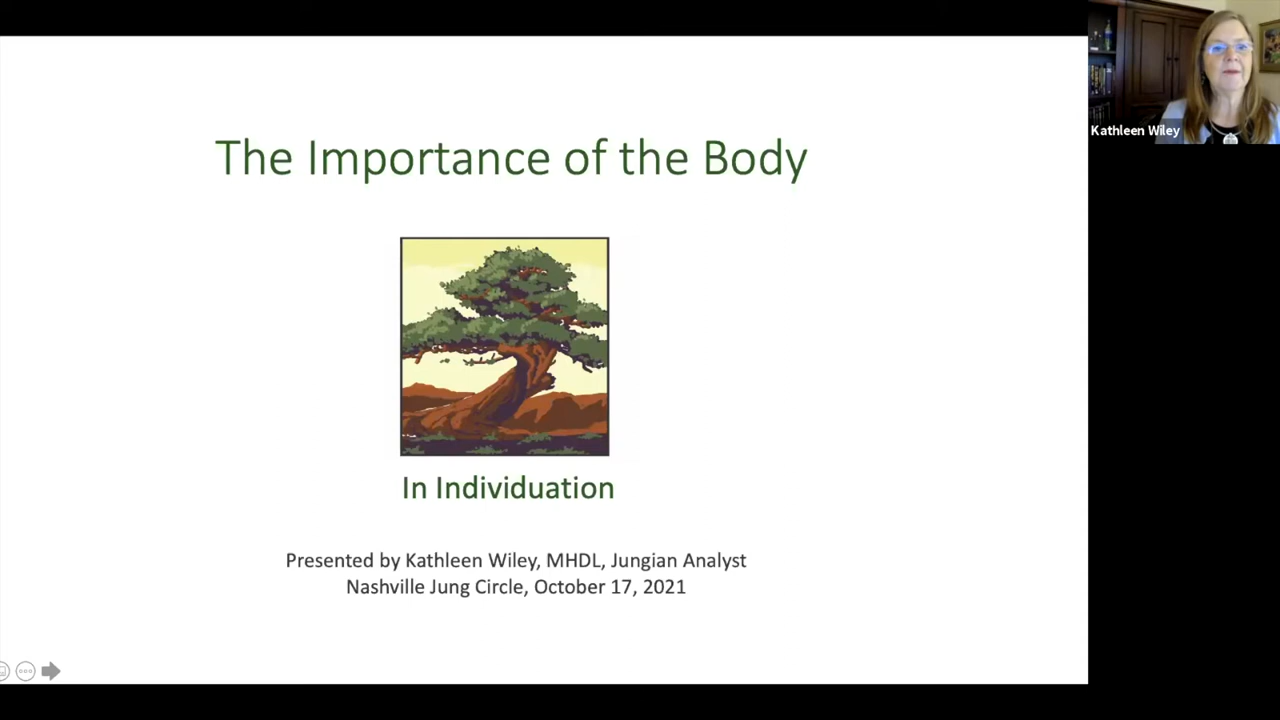 The Importance of the Body
In Individuation
Presented by Kathleen Wiley, MHDL, Jungian Analyst
Nashville Jung Circle, October 17, 2021
Kathleen Wiley